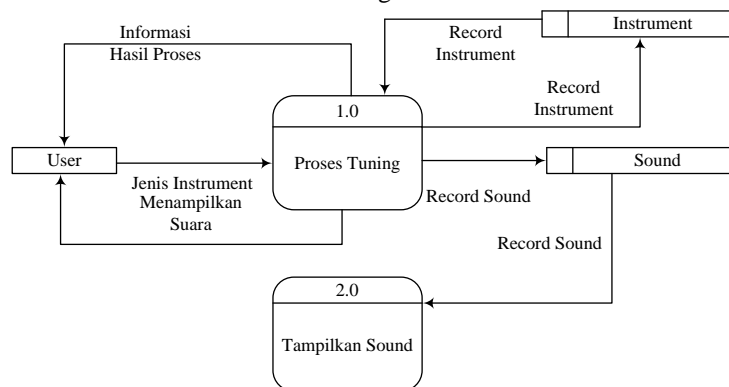 Informasi
Hasil Proses
Record
Instrument
Instrument
Record
Instrument
1.0
Proses Tuning
User
Jenis Instrument
Menampilkan
Suara
Sound
Record Sound
Record Sound
2.0
Tampilkan Sound